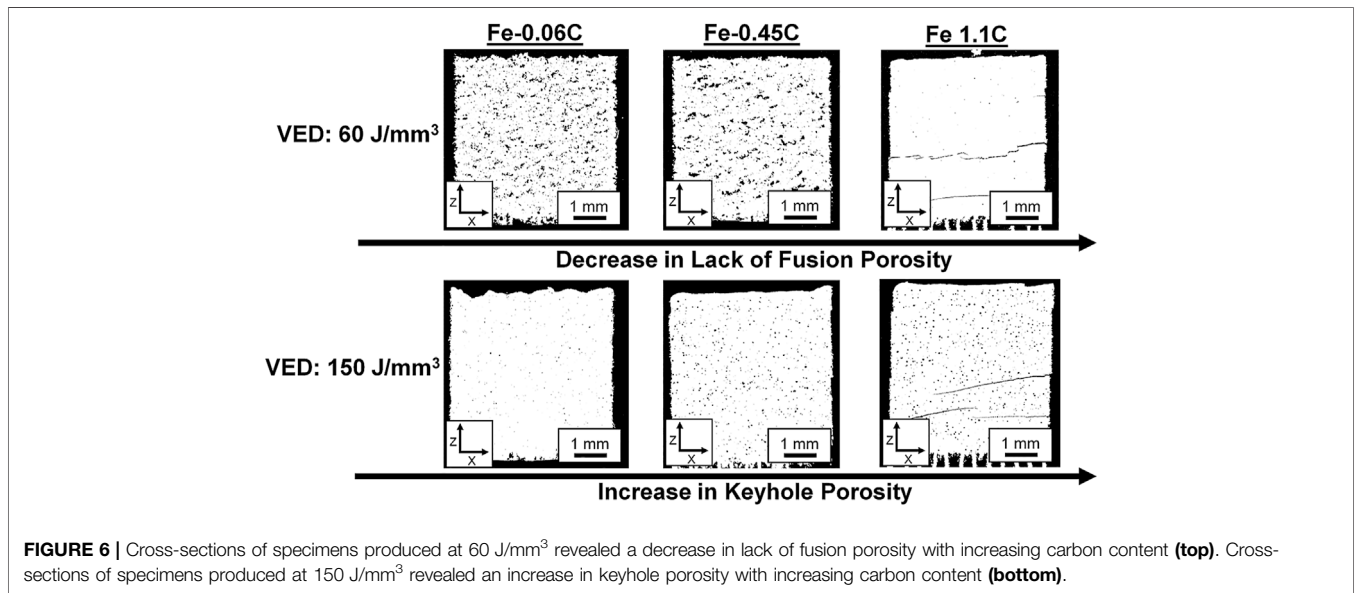 Fe-0.06C Fe-0.45C Fe 1.1C
VED: 60 J/mm³
z x 1 mm z x 1 mm z x 1 mm
Decrease in Lack of Fusion Porosity
VED: 150 J/mm³
z x 1 mm z x 1 mm z x 1 mm
Increase in Keyhole Porosity
FIGURE 6 | Cross-sections of specimens produced at 60 J/mm³ revealed a decrease in lack of fusion porosity with increasing carbon content (top). Cross-
sections of specimens produced at 150 J/mm³ revealed an increase in keyhole porosity with increasing carbon content (bottom).